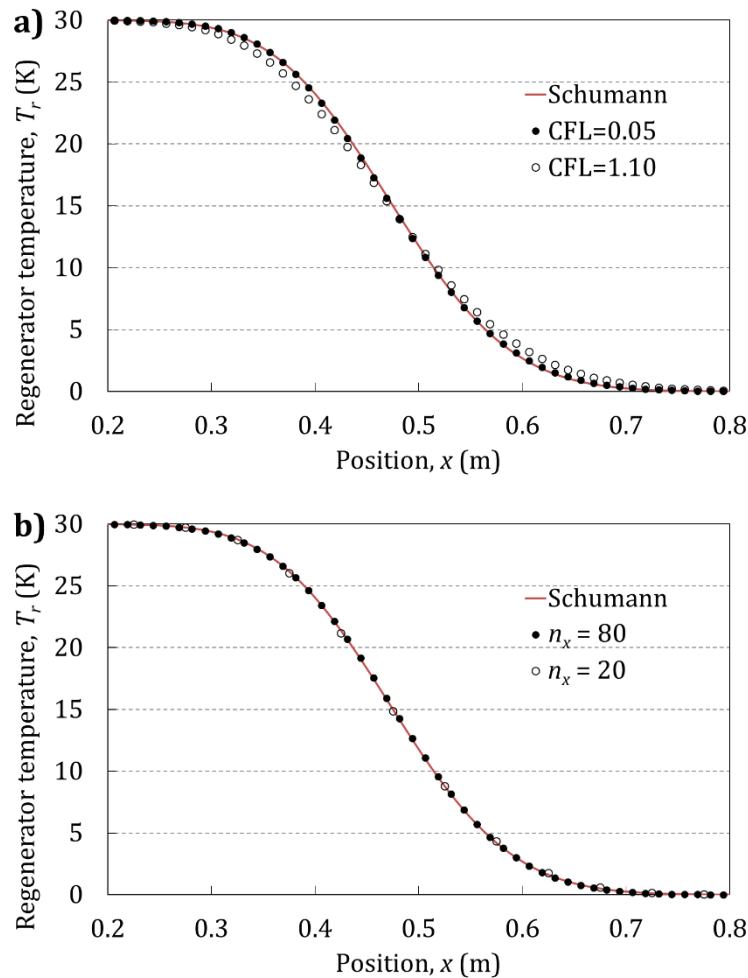 a)
30
25
20
15
10
5
0
Regenerator temperature, Tᵣ (K)
Schumann
CFL=0.05
CFL=1.10
0.2 0.3 0.4 0.5 0.6 0.7 0.8
Position, x (m)
b)
30
25
20
15
10
5
0
Regenerator temperature, Tᵣ (K)
Schumann
nₓ = 80
nₓ = 20
0.2 0.3 0.4 0.5 0.6 0.7 0.8
Position, x (m)